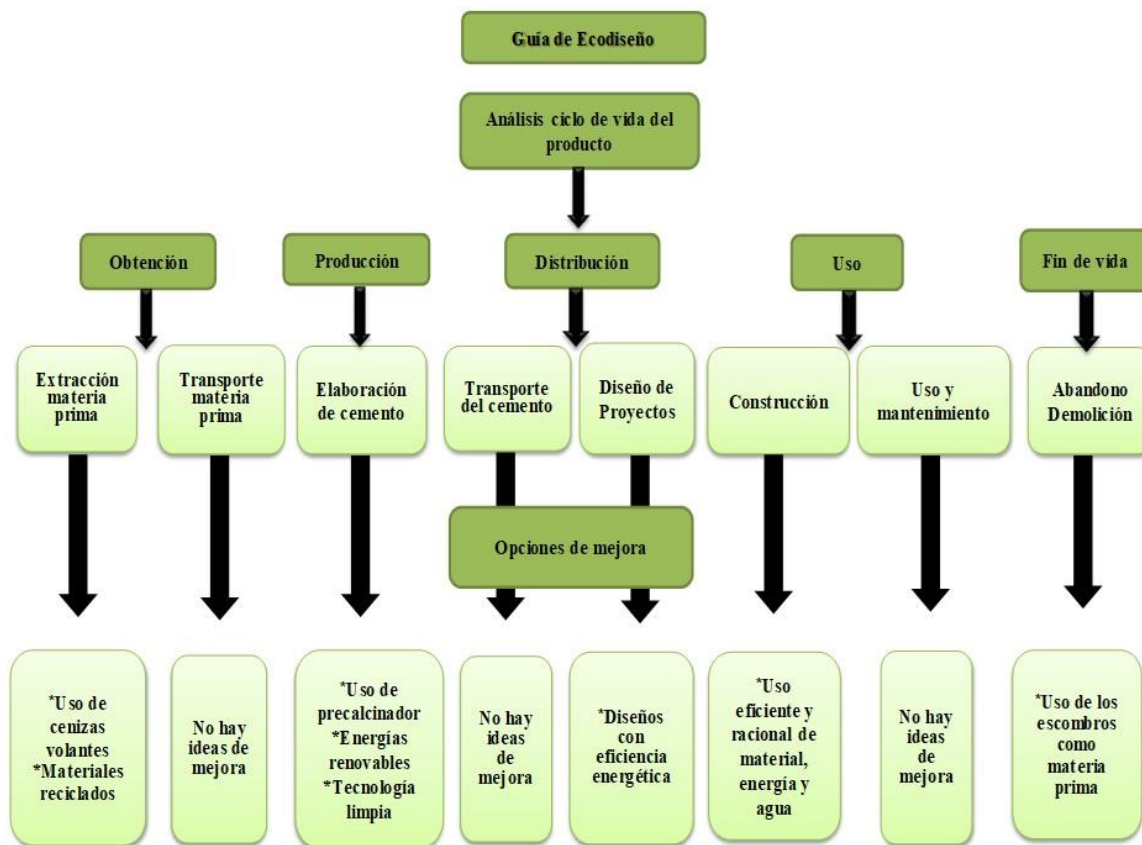 Guía de Ecodiseño
Análisis ciclo de vida del
producto
Obtención
Producción
Distribución
Uso
Fin de vida
Extracción
materia
prima
Transporte
matéria
prima
Elaboración
de cemento
Transporte
del cemento
Diseño de
Proyectos
Construcción
Uso y
mantenimiento
Abandono
Demolición
Opciones de mejora
*Uso de
cenizas
volantes
*Materiales
reciclados
No hay
ideas de
mejora
*Uso de
precalcinador
*Energías
renovables
*Tecnología
limpia
No hay
ideas
de
mejora
*Diseños
con
eficiencia
energética
*Uso
eficiente y
racional de
material,
energía y
agua
No hay
ideas
de
mejora
*Uso de los
escombros
como
materia
prima